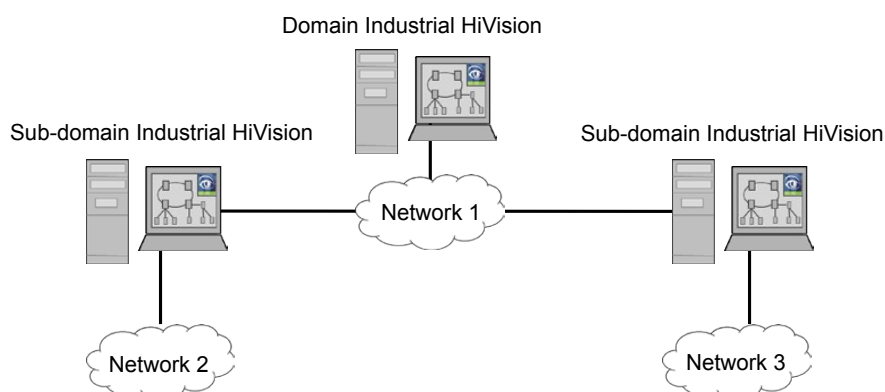 Domain Industrial HiVision
Sub-domain Industrial HiVision
Sub-domain Industrial HiVision
Network 1
Network 2
Network 3